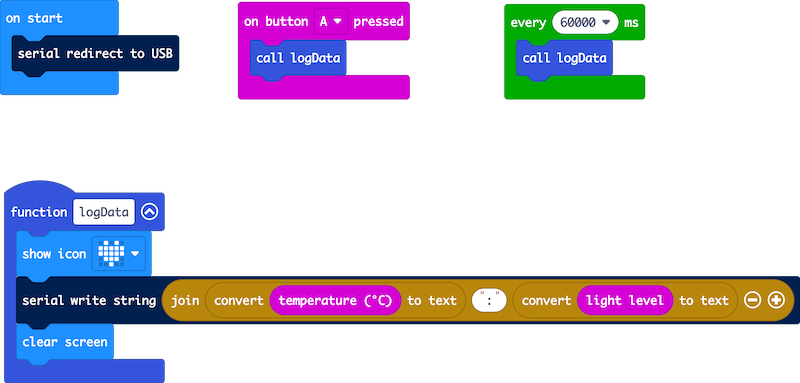 on start
serial redirect to USB
on button A pressed
call logData
every 60000 ms
call logData
function logData
show icon
serial write string join convert temperature (°C) to text ":" convert light level to text
clear screen